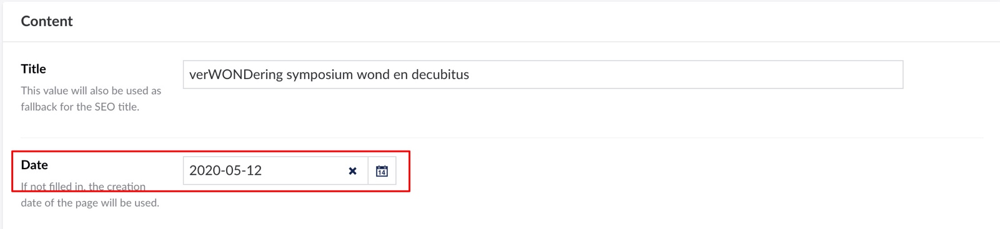 Content
Title
verWONDering symposium wond en decubitus
This value will also be used as
fallback for the SEO title.
Date
2020-05-12
14
If not filled in, the creation
date of the page will be used.